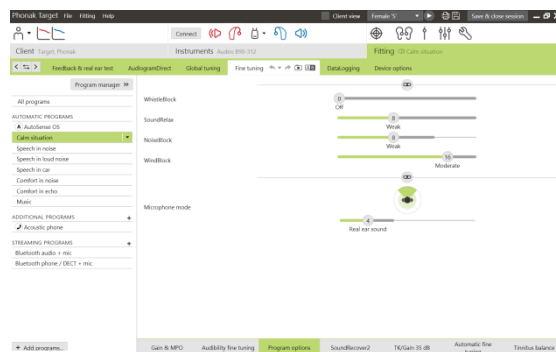 Phonak Target File Fitting Help
Client view Female 'S' Save & close session
Connect
Client Target, Phonak Instruments Audéo B90-312 Fitting Calm situation
Feedback & real ear test AudiogramDirect Global tuning Fine tuning DataLogging Device options
Program manager
All programs
AUTOMATIC PROGRAMS
A AutoSense OS
Calm situation
Speech in noise
Speech in loud noise
Speech in car
Comfort in noise
Comfort in echo
Music
ADDITIONAL PROGRAMS +
Acoustic phone
STREAMING PROGRAMS +
Bluetooth audio + mic
Bluetooth phone / DECT + mic
+ Add programs...
WhistleBlock
0
Off
SoundRelax
8
Weak
NoiseBlock
8
Weak
WindBlock
16
Moderate
Microphone mode
4
Real ear sound
Gain & MPO Audibility fine tuning Program options SoundRecover2 TK/Gain 35 dB Automatic fine tuning Tinnitus balance